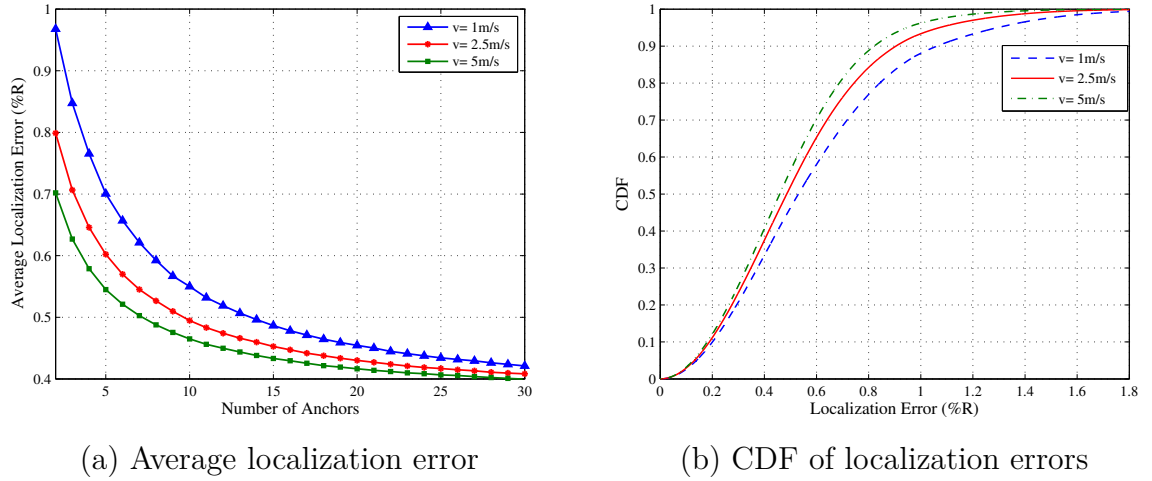 1
0.9
0.8
0.7
0.6
0.5
0.4
Average Localization Error (%R)
5
10
15
20
25
30
Number of Anchors
v= 1m/s
v= 2.5m/s
v= 5m/s
(a) Average localization error
1
0.9
0.8
0.7
0.6
0.5
0.4
0.3
0.2
0.1
0
CDF
0
0.2
0.4
0.6
0.8
1
1.2
1.4
1.6
1.8
Localization Error (%R)
v= 1m/s
v= 2.5m/s
v= 5m/s
(b) CDF of localization errors